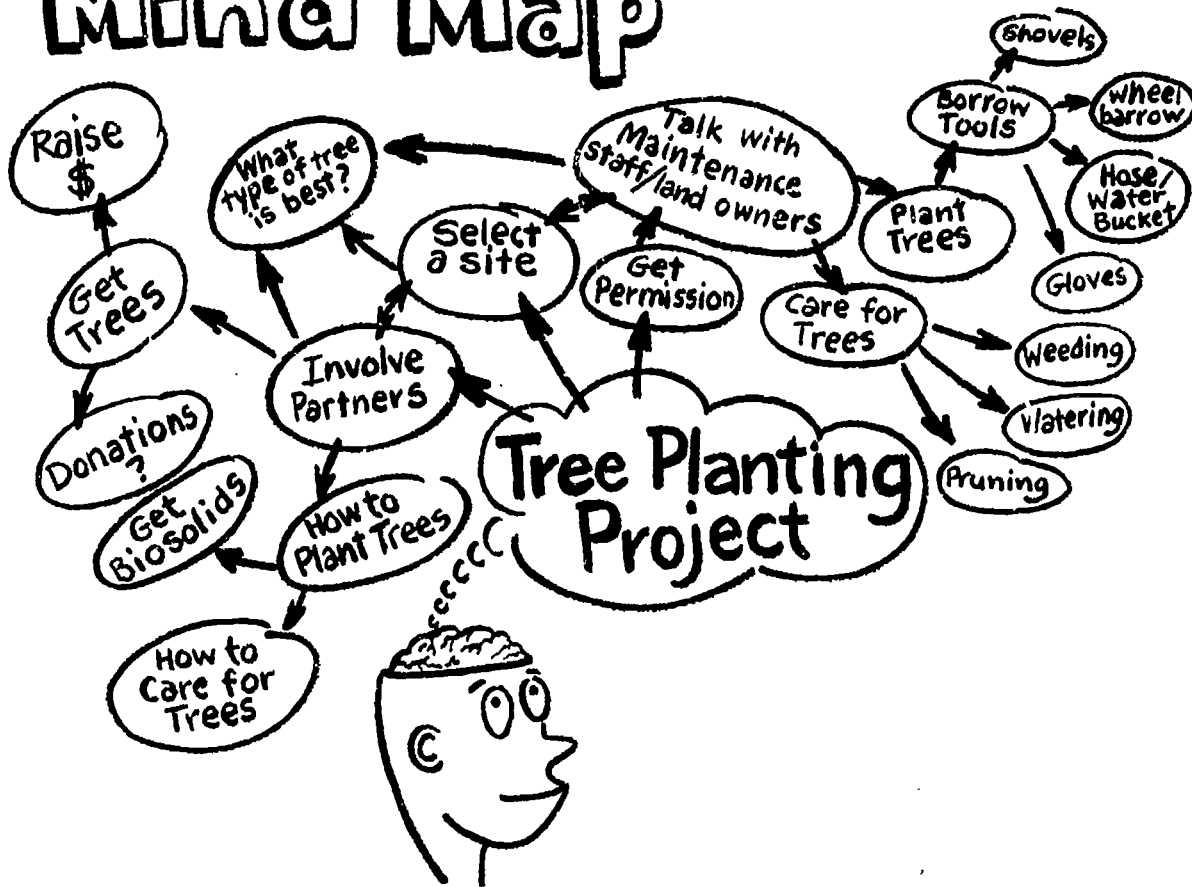 Mind Map
Shovels
Borrow
Tools
Wheel
barrow
Hose/
Water
Bucket
Gloves
Talk with
Maintenance
staff/land owners
Plant
Trees
What
type of tree
is best?
Raise
$
Select
a site
Get
Permission
Care for
Trees
Weeding
Watering
Pruning
Get
Trees
Involve
Partners
Donations
?
Tree Planting
Project
Get
Biosolids
How to
Plant Trees
How to
Care for
Trees